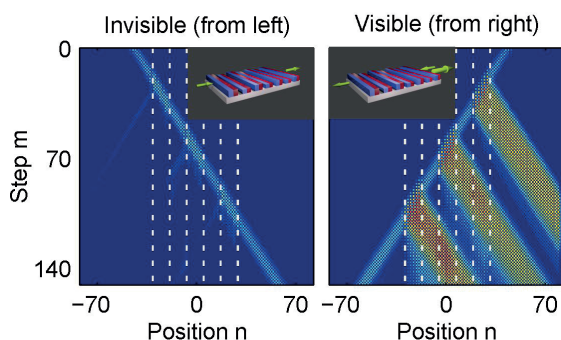 Invisible (from left)
Visible (from right)
Step m
0
70
140
−70
0
70
−70
0
70
Position n
Position n